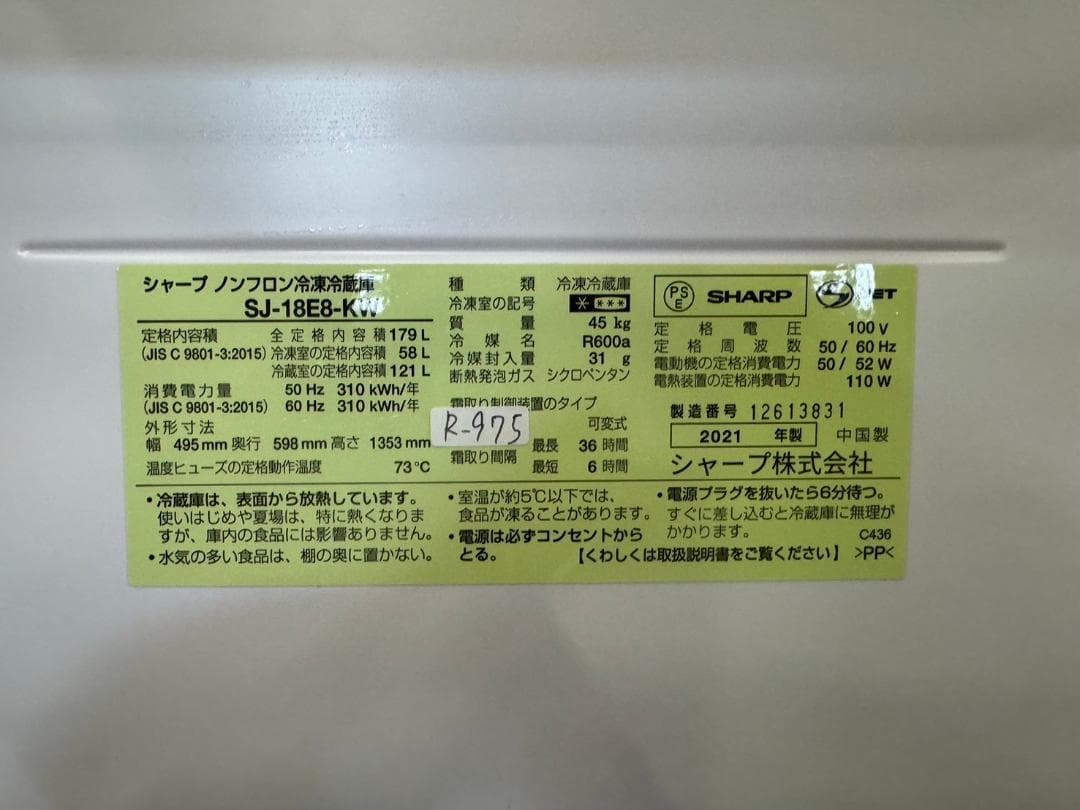 シャープ ノンフロン冷凍冷蔵庫
SJ-18E8-KW
定格内容積 全定格内容積 179 L
(JIS C 9801-3:2015) 冷凍室の定格内容積 58 L
冷蔵室の定格内容積 121 L
消費電力量 50 Hz 310 kWh/年
(JIS C 9801-3:2015) 60 Hz 310 kWh/年
外形寸法
幅 495 mm 奥行 598 mm 高さ 1353 mm
温度ヒューズの定格動作温度 73℃
種類 冷凍冷蔵庫
冷凍室の記号
質量 45 kg
冷媒名 R600a
冷媒封入量 31 g
断熱発泡ガス シクロペンタン
霜取り制御装置のタイプ
可変式
R-975
霜取り間隔 最長 36 時間
最短 6 時間
PSE SHARP JET
定格電圧 100 V
定格周波数 50 / 60 Hz
電動機の定格消費電力 50 / 52 W
電熱装置の定格消費電力 110 W
製造番号 12613831
2021 年製 中国製
シャープ株式会社
・冷蔵庫は、表面から放熱しています。
使いはじめや夏場は、特に熱くなりま
すが、庫内の食品には影響ありません。
・水気の多い食品は、棚の奥に置かない。
・室温が約5℃以下では、
食品が凍ることがあります。
・電源は必ずコンセントから
とる。
・電源プラグを抜いたら6分待つ。
すぐに差し込むと冷蔵庫に無理が
かかります。 C436
【くわしくは取扱説明書をご覧ください】 >PP<